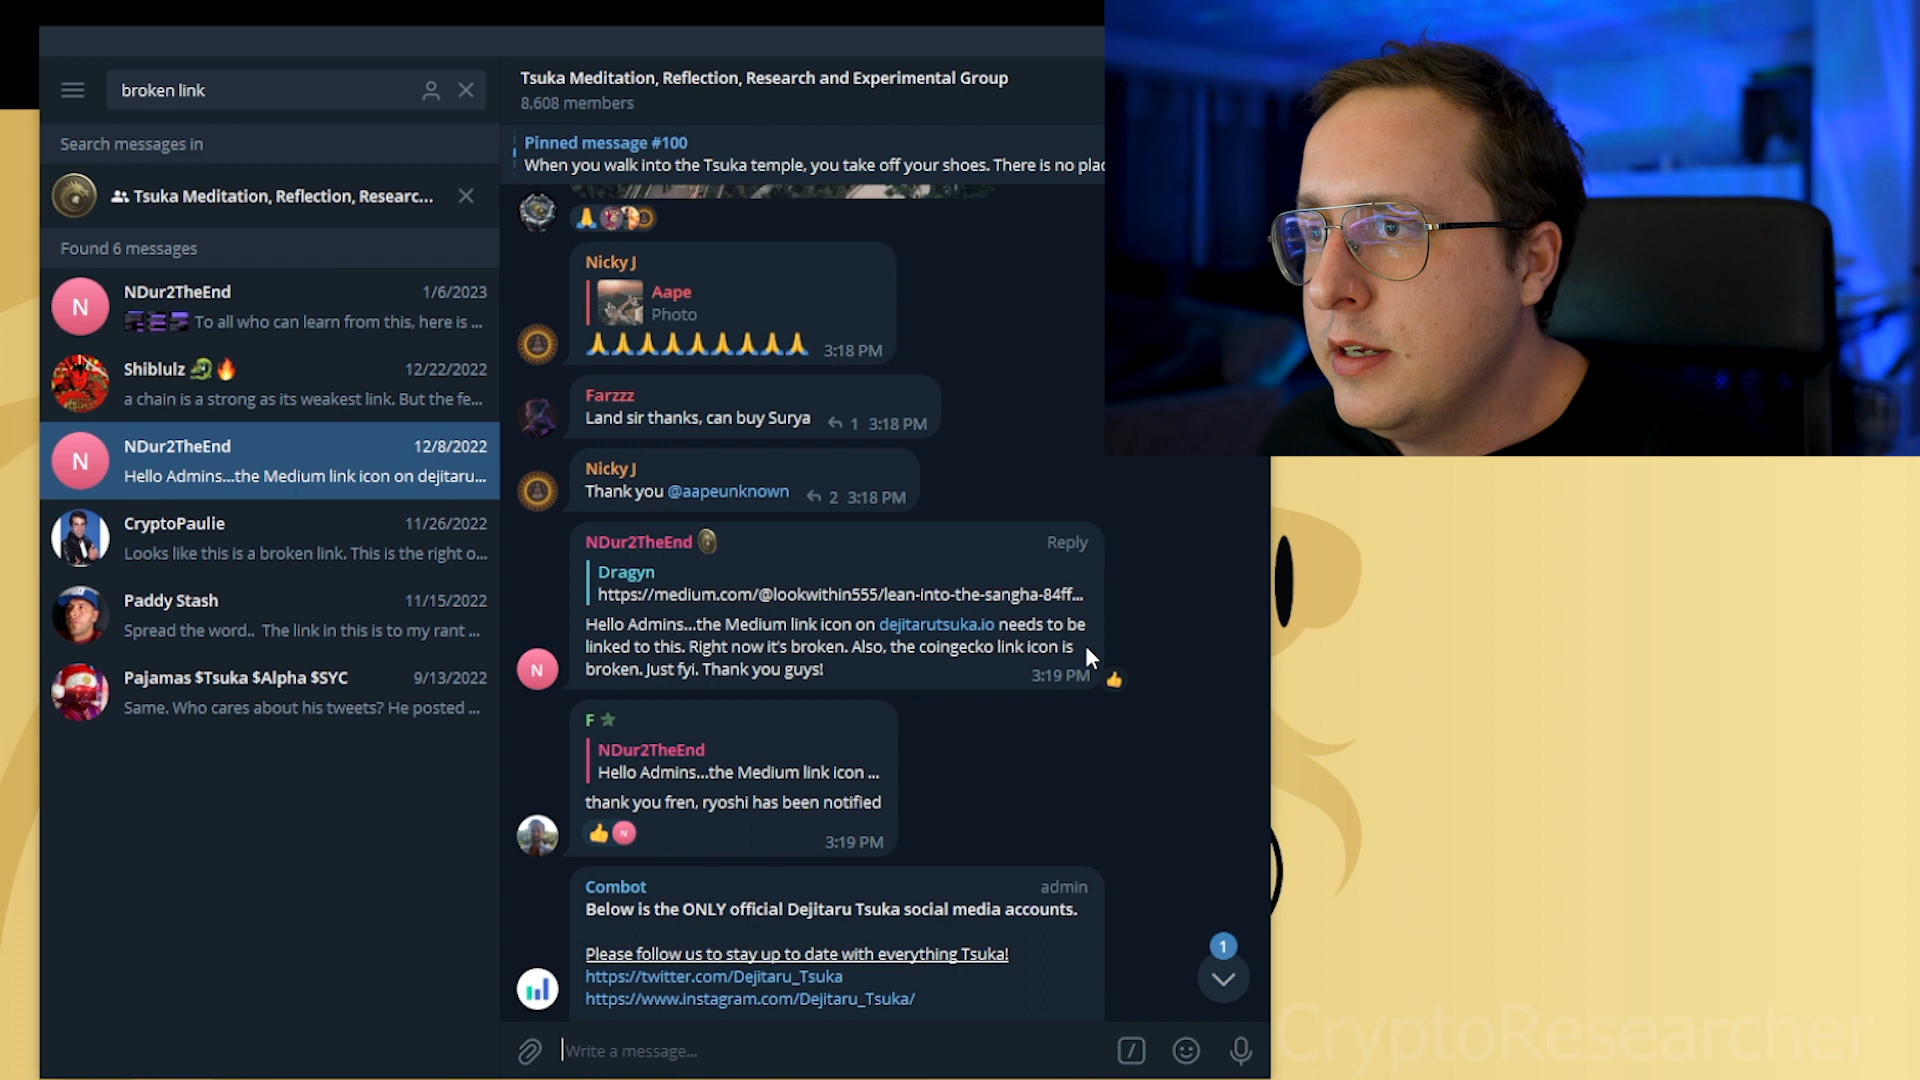 broken link
Search messages in
Tsuka Meditation, Reflection, Researc...
Found 6 messages
N
NDur2TheEnd 1/6/2023
To all who can learn from this, here is ...
Shiblulz 🐉🔥 12/22/2022
a chain is a strong as its weakest link. But the fe...
N
NDur2TheEnd 12/8/2022
Hello Admins...the Medium link icon on dejitaru...
CryptoPaulie 11/26/2022
Looks like this is a broken link. This is the right o...
Paddy Stash 11/15/2022
Spread the word.. The link in this is to my rant ...
Pajamas $Tsuka $Alpha $SYC 9/13/2022
Same. Who cares about his tweets? He posted ...
Tsuka Meditation, Reflection, Research and Experimental Group
8,608 members
Pinned message #100
When you walk into the Tsuka temple, you take off your shoes. There is no plac
🙏
Nicky J
Aape
Photo
🙏🙏🙏🙏🙏🙏🙏🙏🙏 3:18 PM
Farzzz
Land sir thanks, can buy Surya 1 3:18 PM
Nicky J
Thank you @aapeunknown 2 3:18 PM
NDur2TheEnd Reply
Dragyn
https://medium.com/@lookwithin555/lean-into-the-sangha-84ff...
Hello Admins...the Medium link icon on dejitarutsuka.io needs to be
linked to this. Right now it's broken. Also, the coingecko link icon is
broken. Just fyi. Thank you guys!
3:19 PM 👍
N
F
NDur2TheEnd
Hello Admins...the Medium link icon ...
thank you fren, ryoshi has been notified
👍 N 3:19 PM
Combot admin
Below is the ONLY official Dejitaru Tsuka social media accounts.
Please follow us to stay up to date with everything Tsuka!
https://twitter.com/Dejitaru_Tsuka
https://www.instagram.com/Dejitaru_Tsuka/
1
Write a message...
CryptoResearcher